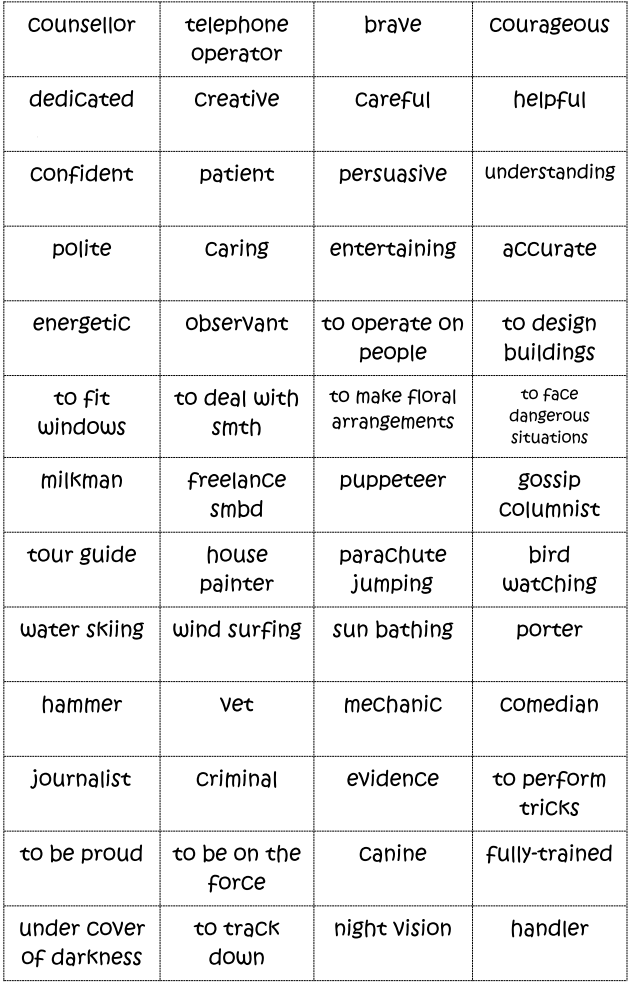 counsellor
telephone
operator
brave
courageous
dedicated
creative
careful
helpful
confident
patient
persuasive
understanding
polite
caring
entertaining
accurate
energetic
observant
to operate on
people
to design
buildings
to fit
windows
to deal with
smth
to make floral
arrangements
to face
dangerous
situations
milkman
freelance
smbd
puppeteer
gossip
columnist
tour guide
house
painter
parachute
jumping
bird
watching
water skiing
wind surfing
sun bathing
porter
hammer
vet
mechanic
comedian
journalist
criminal
evidence
to perform
tricks
to be proud
to be on the
force
canine
fully-trained
under cover
of darkness
to track
down
night vision
handler